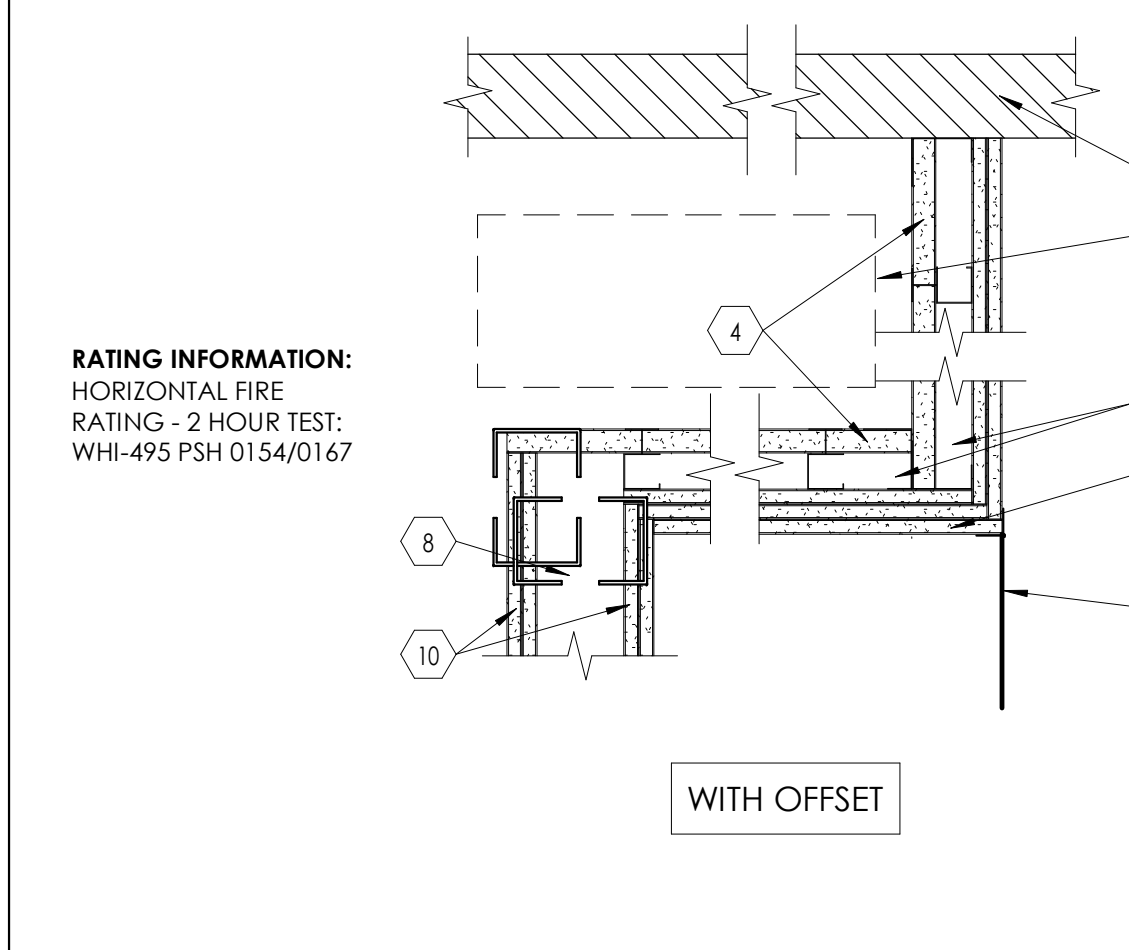 4
RATING INFORMATION:
HORIZONTAL FIRE
RATING - 2 HOUR TEST:
WHI-495 PSH 0154/0167
8
10
WITH OFFSET